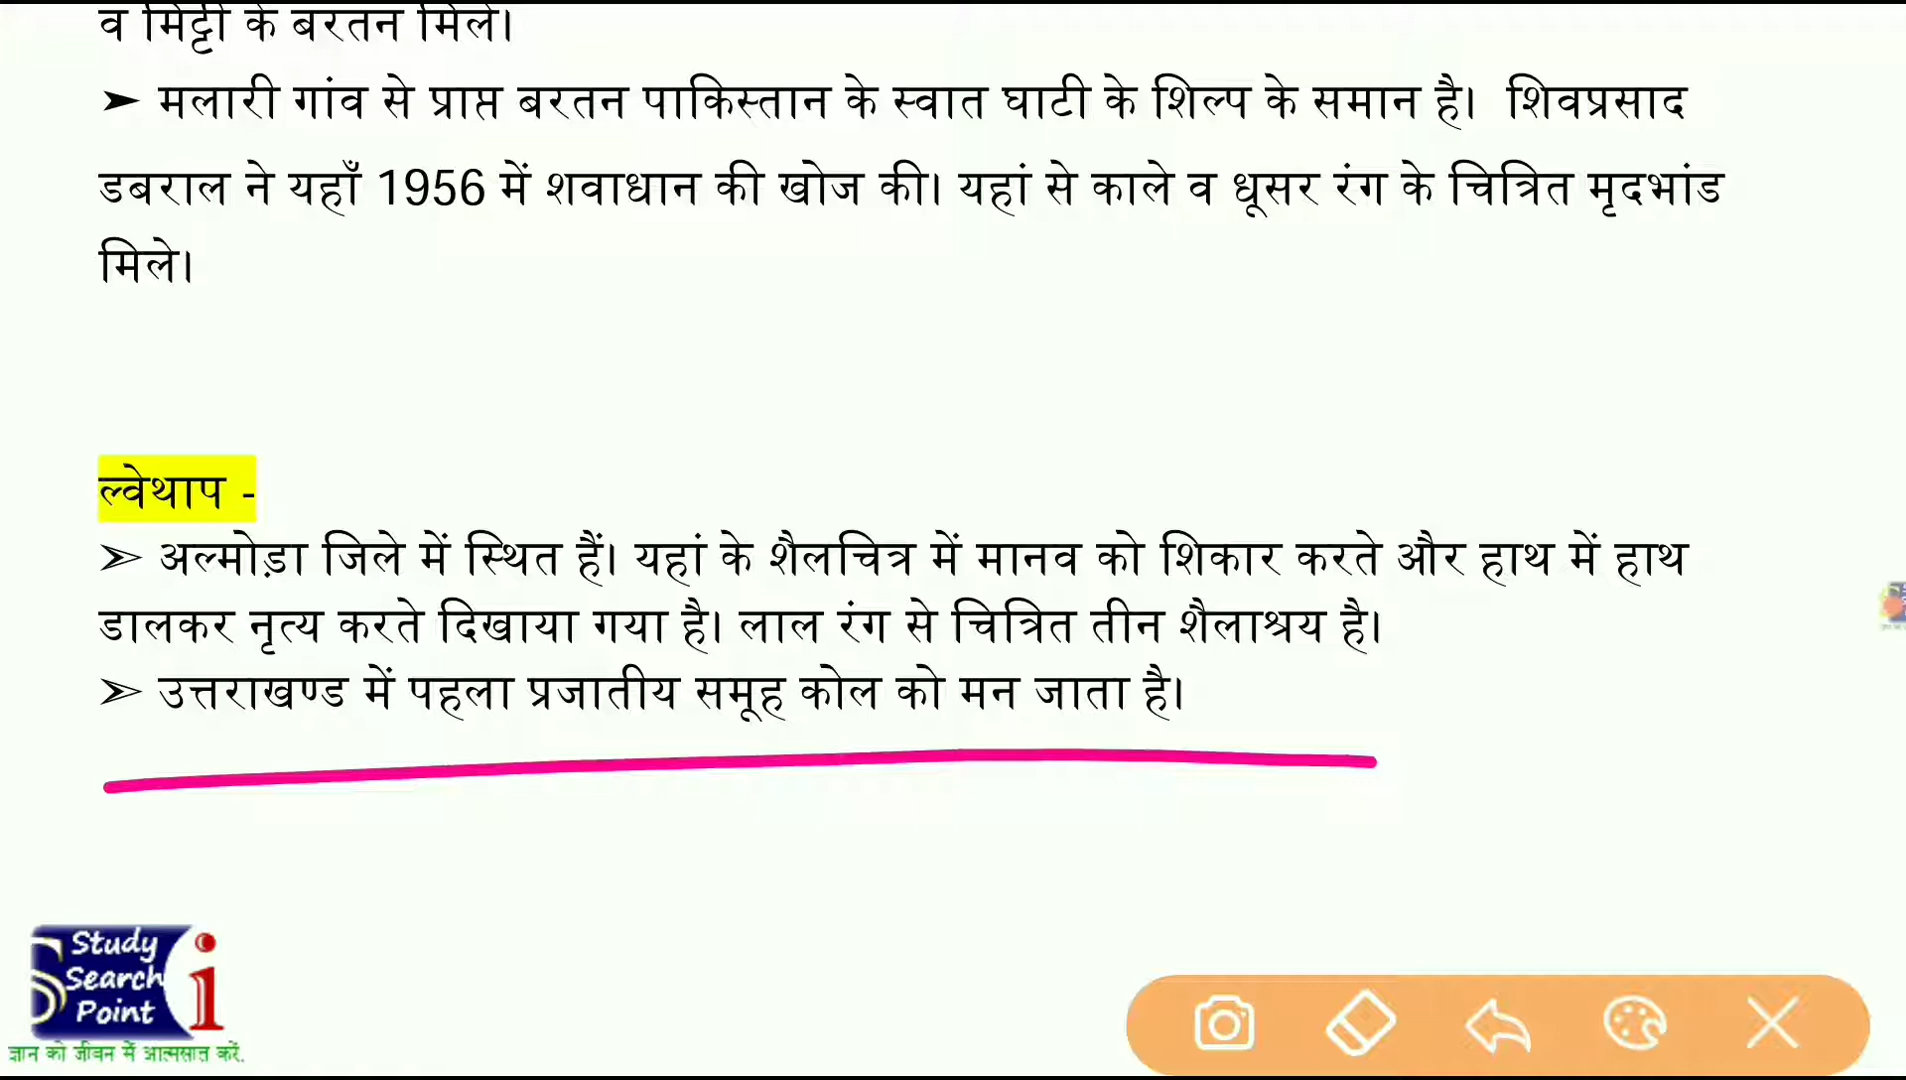 व मिट्टी के बरतन मिले।
➤ मलारी गांव से प्राप्त बरतन पाकिस्तान के स्वात घाटी के शिल्प के समान है। शिवप्रसाद
डबराल ने यहाँ 1956 में शवाधान की खोज की। यहां से काले व धूसर रंग के चित्रित मृदभांड
मिले।
ल्वेथाप -
➢ अल्मोड़ा जिले में स्थित हैं। यहां के शैलचित्र में मानव को शिकार करते और हाथ में हाथ
डालकर नृत्य करते दिखाया गया है। लाल रंग से चित्रित तीन शैलाश्रय है।
➢ उत्तराखण्ड में पहला प्रजातीय समूह कोल को मन जाता है।
Study
Search
Point
ज्ञान को जीवन में आत्मसात करें.